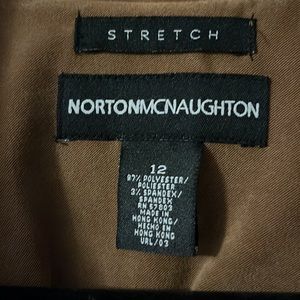 STRETCH
NORTONMCNAUGHTON
12
97% POLYESTER/
POLIESTER
3% SPANDEX/
SPANDEX
RN 57803
MADE IN
HONG KONG/
HECHO EN
HONG KONG
URL/03